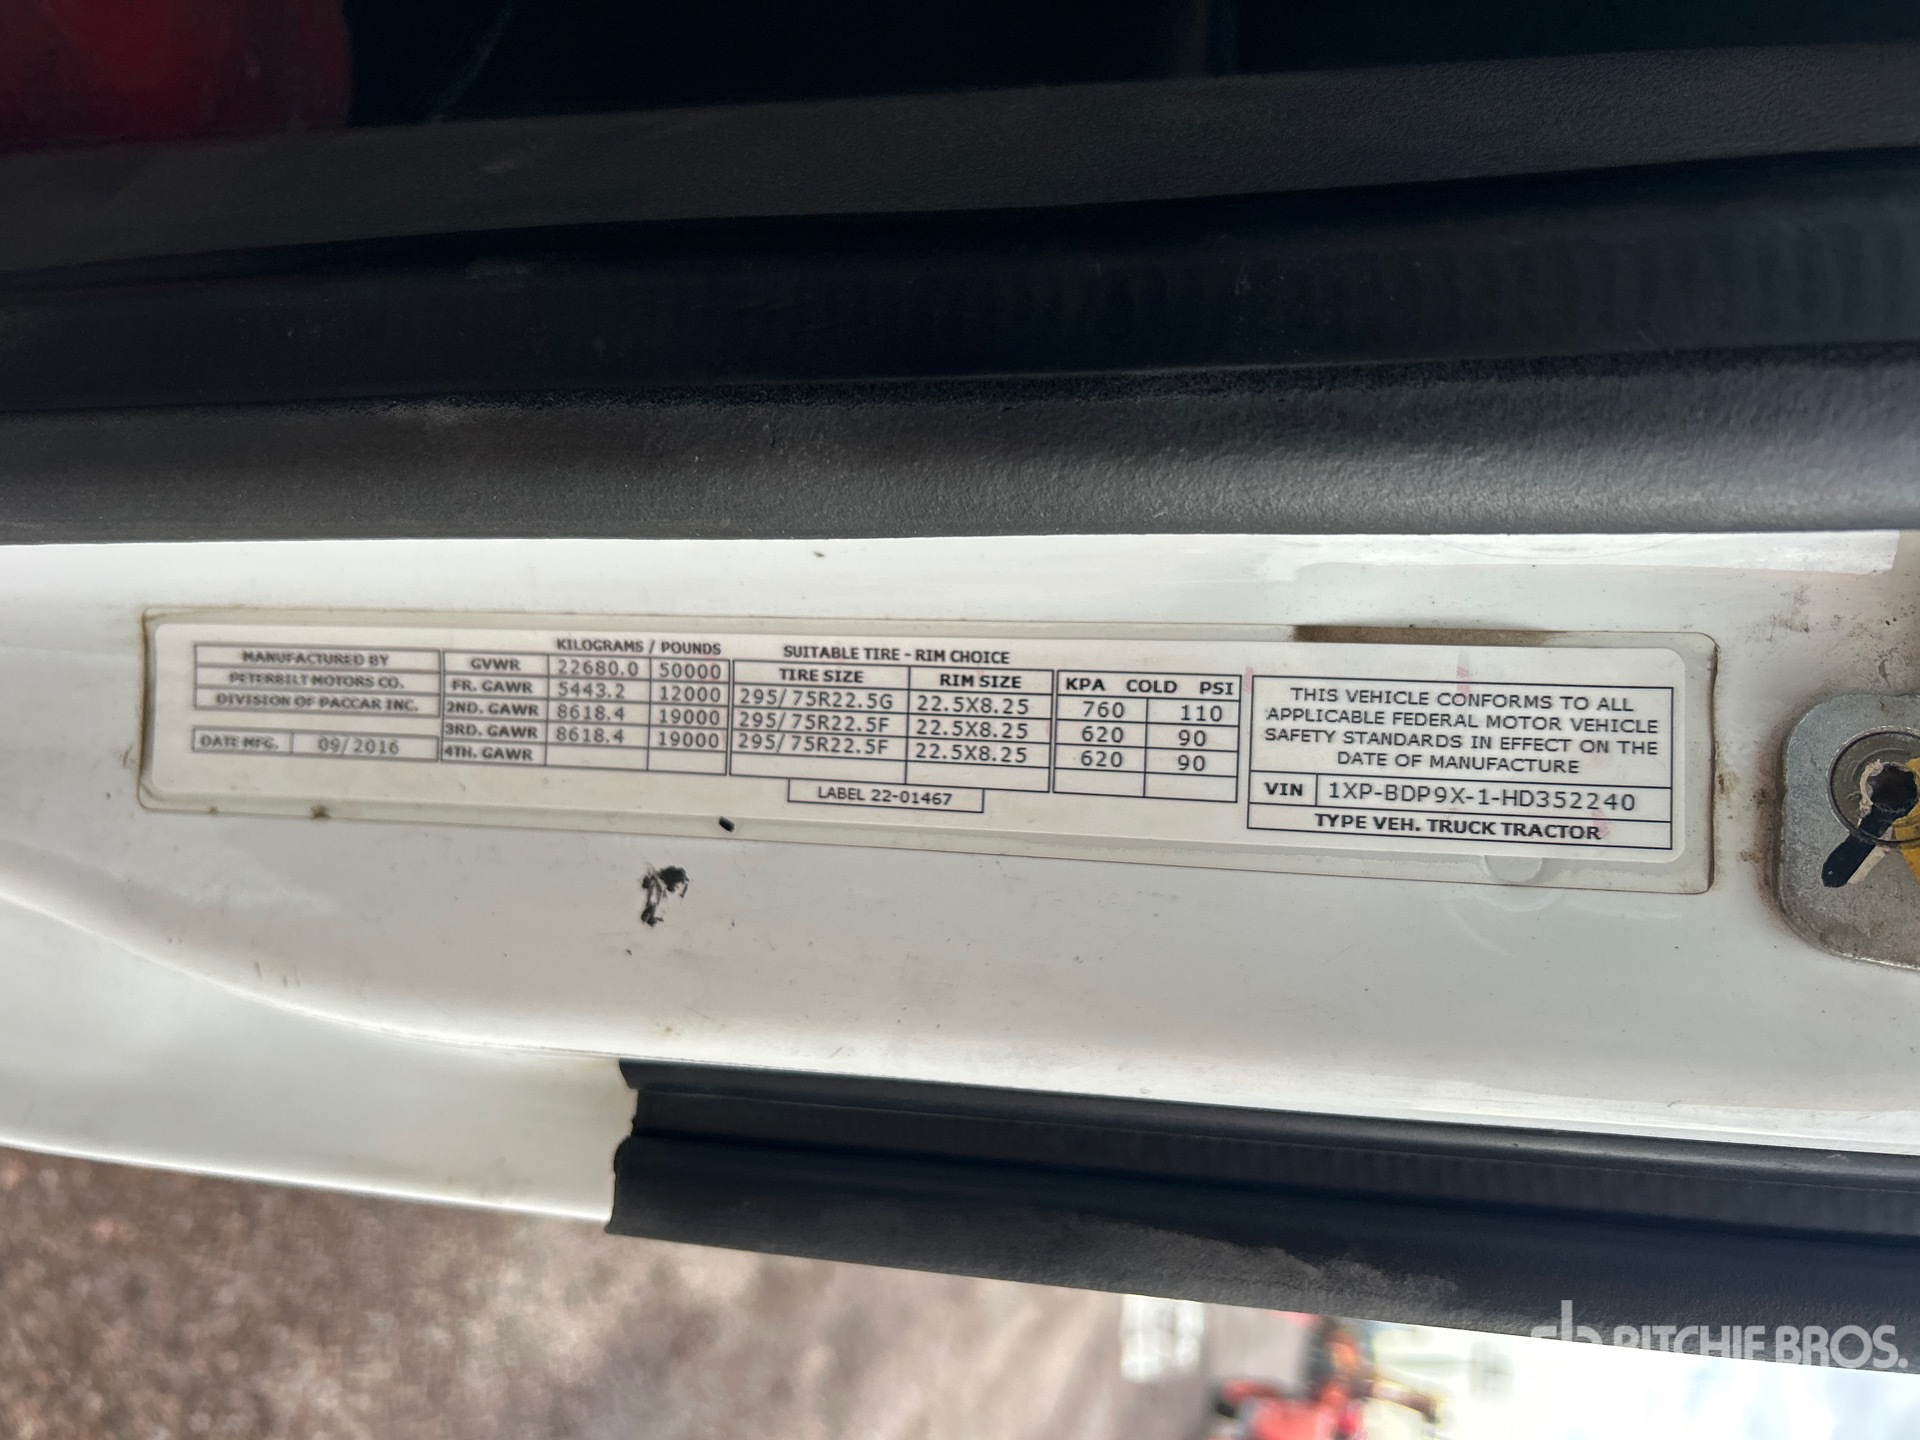 MANUFACTURED BY
PETERBILT MOTORS CO.
DIVISION OF PACCAR INC.
DATE MFG. 09/2016
KILOGRAMS / POUNDS
GVWR 22680.0 50000
FR. GAWR 5443.2 12000
2ND. GAWR 8618.4 19000
3RD. GAWR 8618.4 19000
4TH. GAWR
SUITABLE TIRE - RIM CHOICE
TIRE SIZE RIM SIZE
295/75R22.5G 22.5X8.25
295/75R22.5F 22.5X8.25
295/75R22.5F 22.5X8.25
KPA COLD PSI
760 110
620 90
620 90
LABEL 22-01467
THIS VEHICLE CONFORMS TO ALL
APPLICABLE FEDERAL MOTOR VEHICLE
SAFETY STANDARDS IN EFFECT ON THE
DATE OF MANUFACTURE
VIN 1XP-BDP9X-1-HD352240
TYPE VEH. TRUCK TRACTOR
rb RITCHIE BROS.